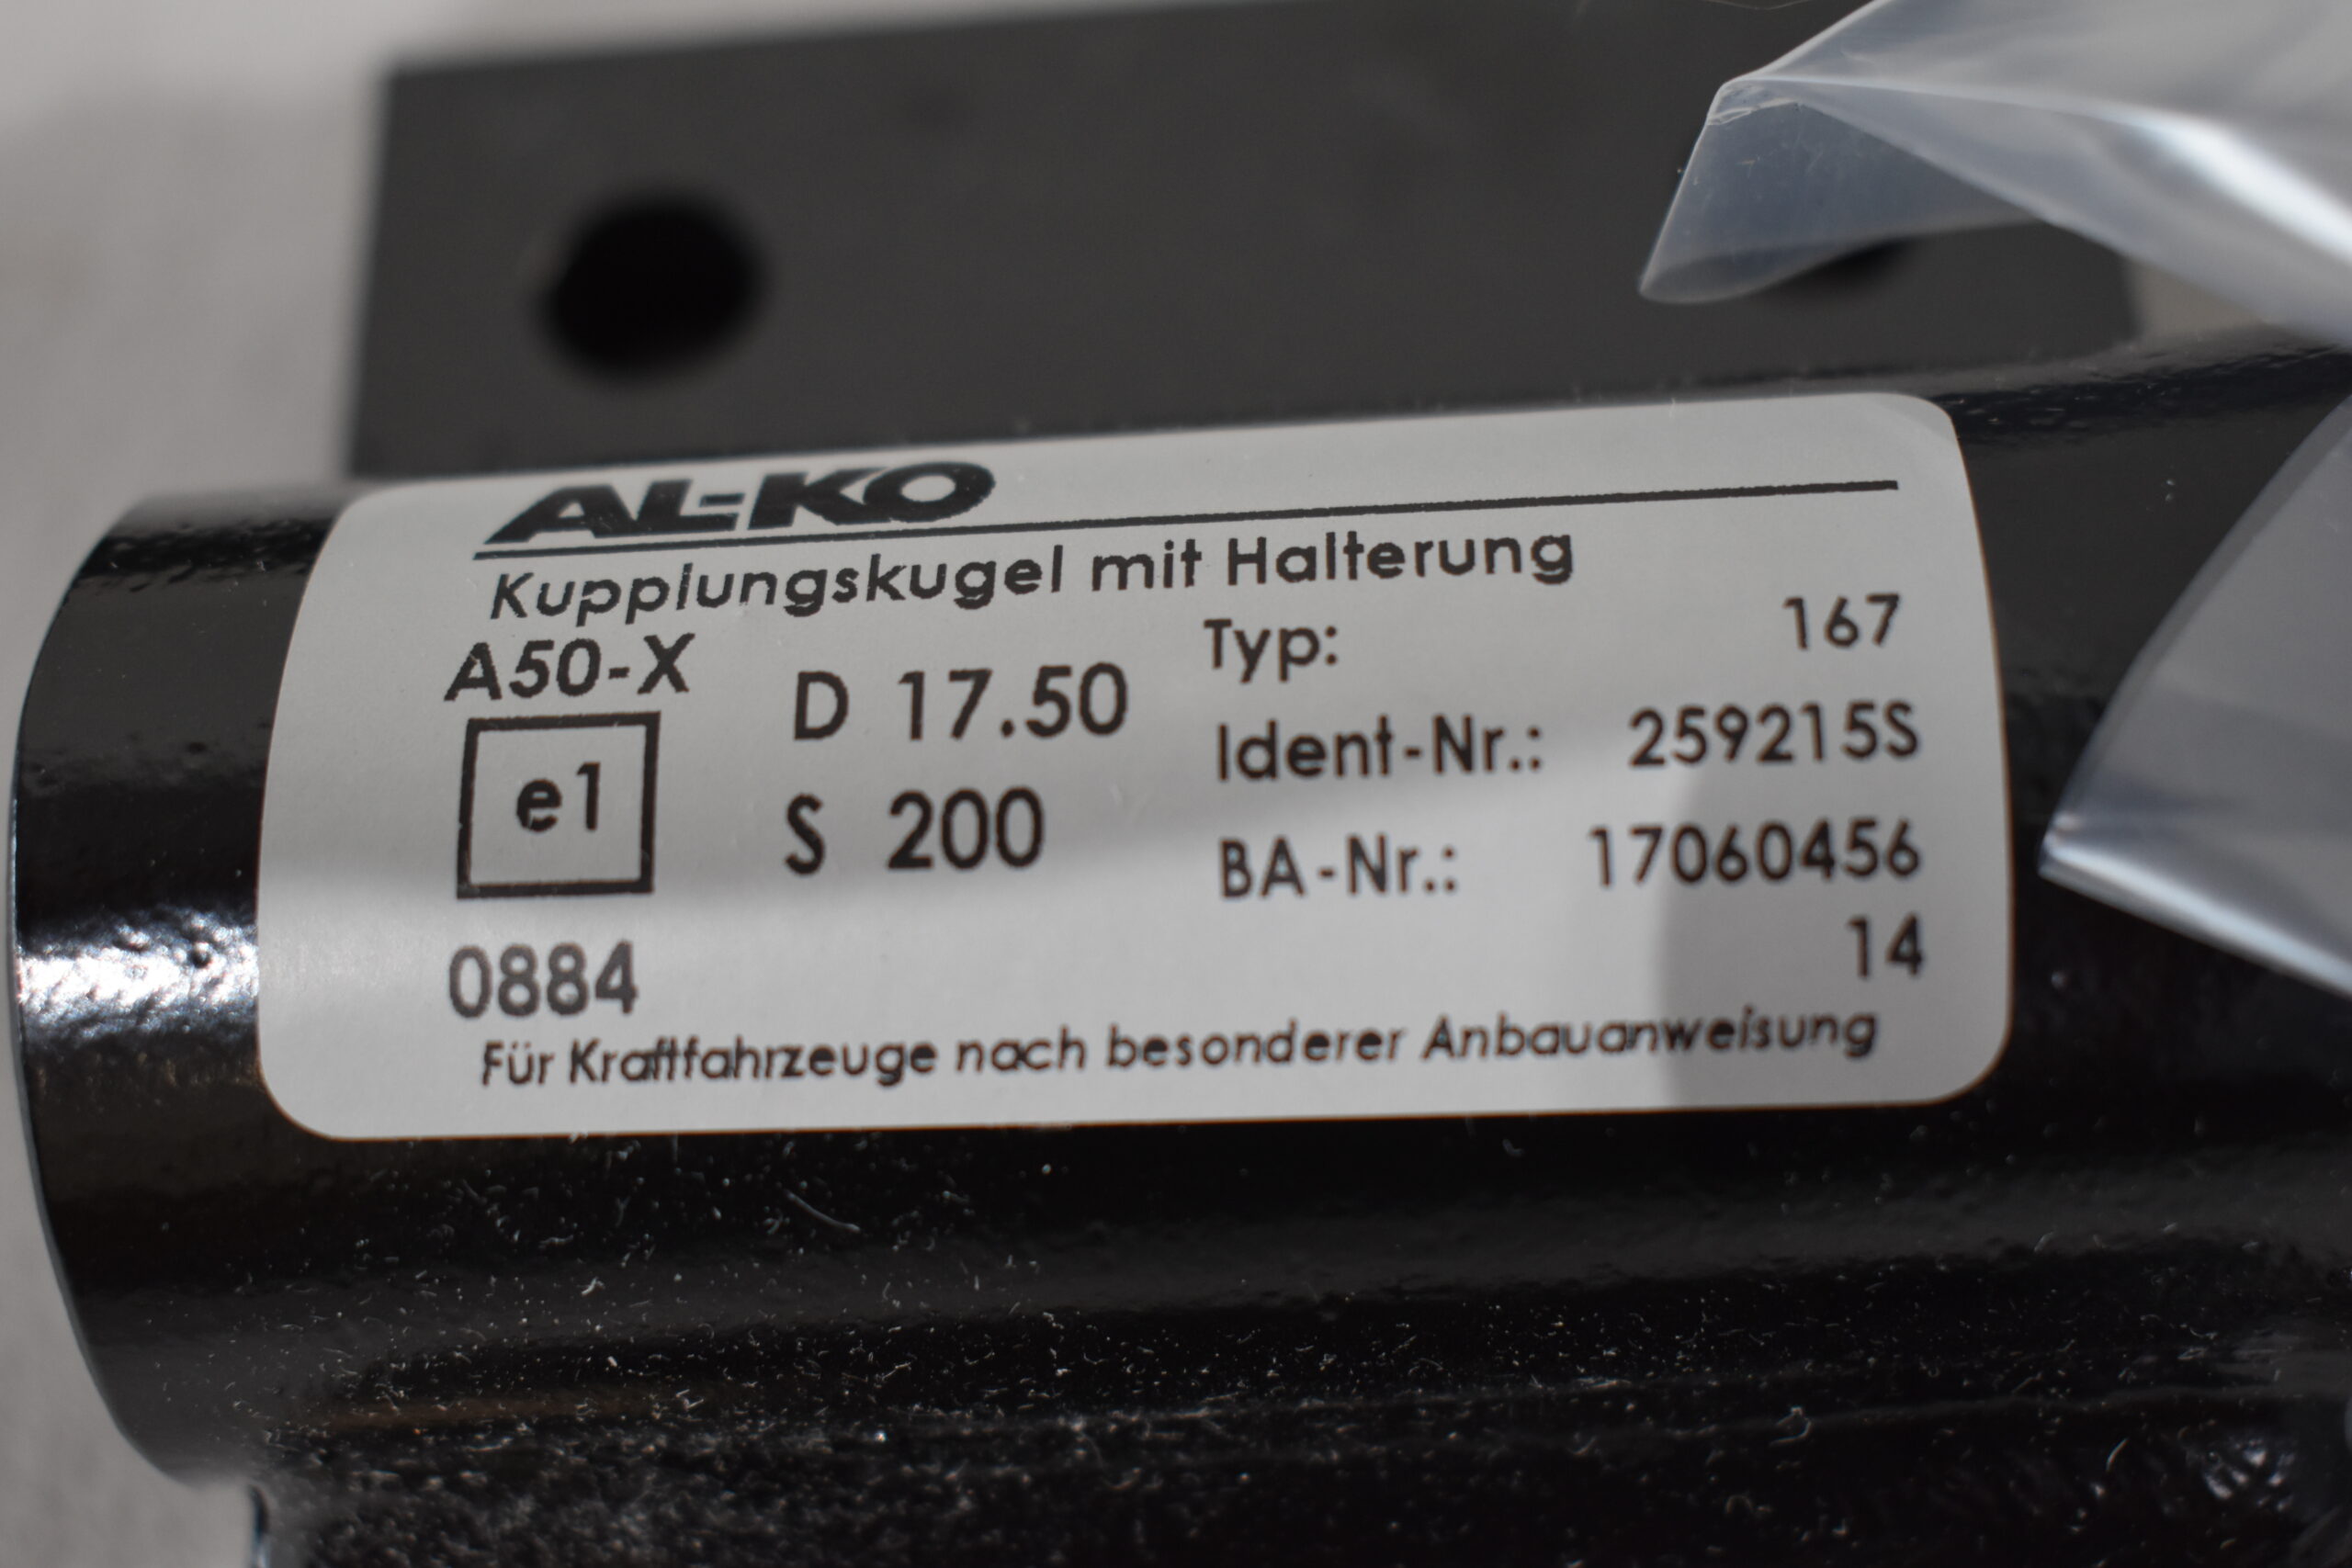 AL-KO
Kupplungskugel mit Halterung
A50-X
D 17.50
Typ: 167
e1
S 200
Ident-Nr.: 259215S
BA-Nr.: 17060456
0884
14
Für Kraftfahrzeuge nach besonderer Anbauanweisung